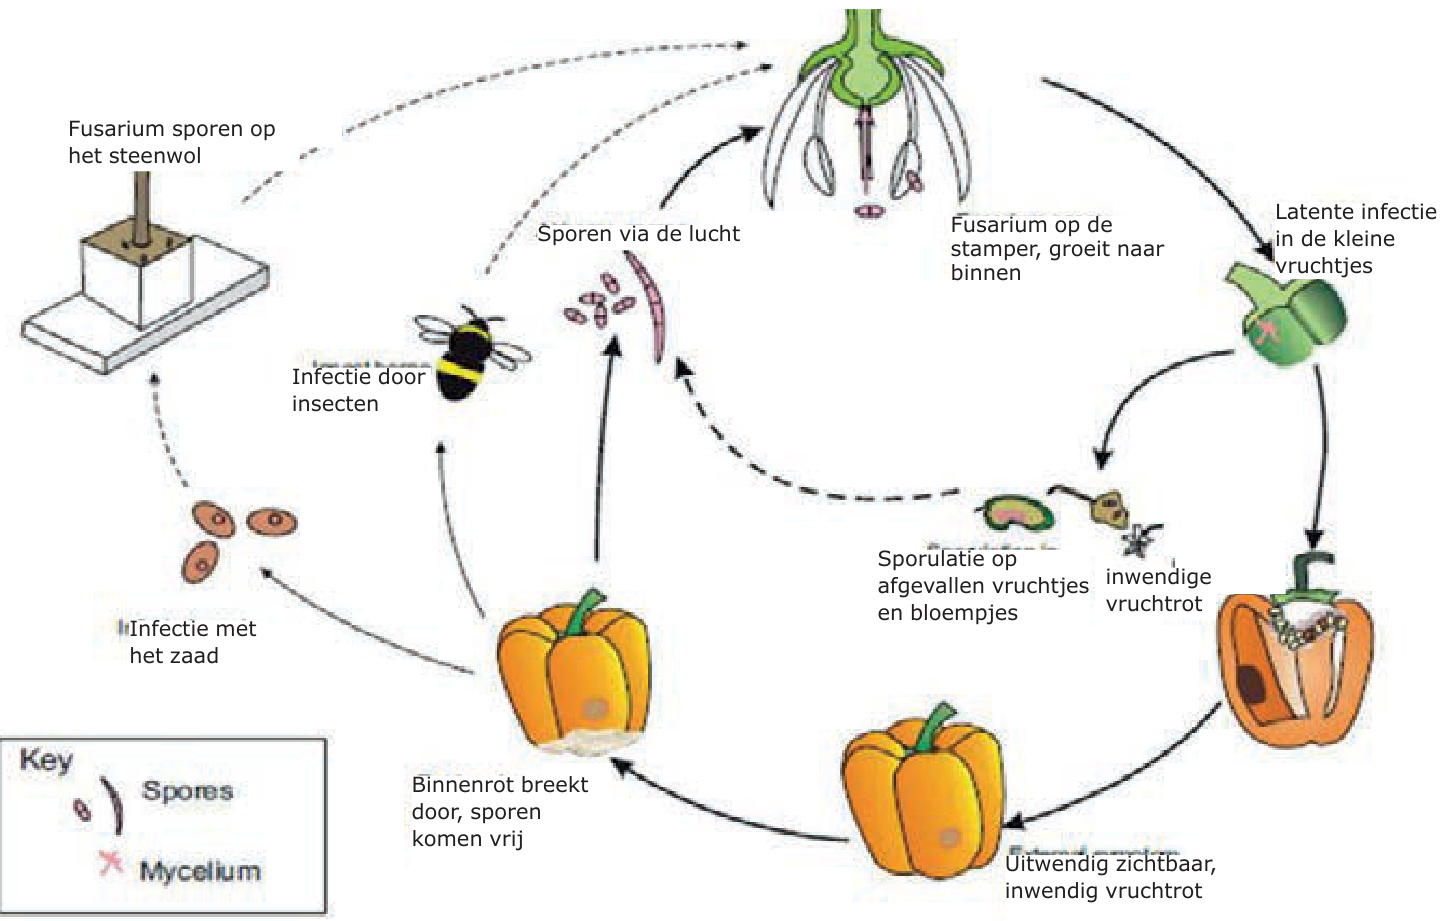 Fusarium sporen op
het steenwol
Sporen via de lucht
Fusarium op de
stamper, groeit naar
binnen
Latente infectie
in de kleine
vruchtjes
Infectie door
insecten
Sporulatie op
afgevallen vruchtjes
en bloempjes
inwendige
vruchtrot
Infectie met
het zaad
Binnenrot breekt
door, sporen
komen vrij
Uitwendig zichtbaar,
inwendig vruchtrot
Key
Spores
Mycelium